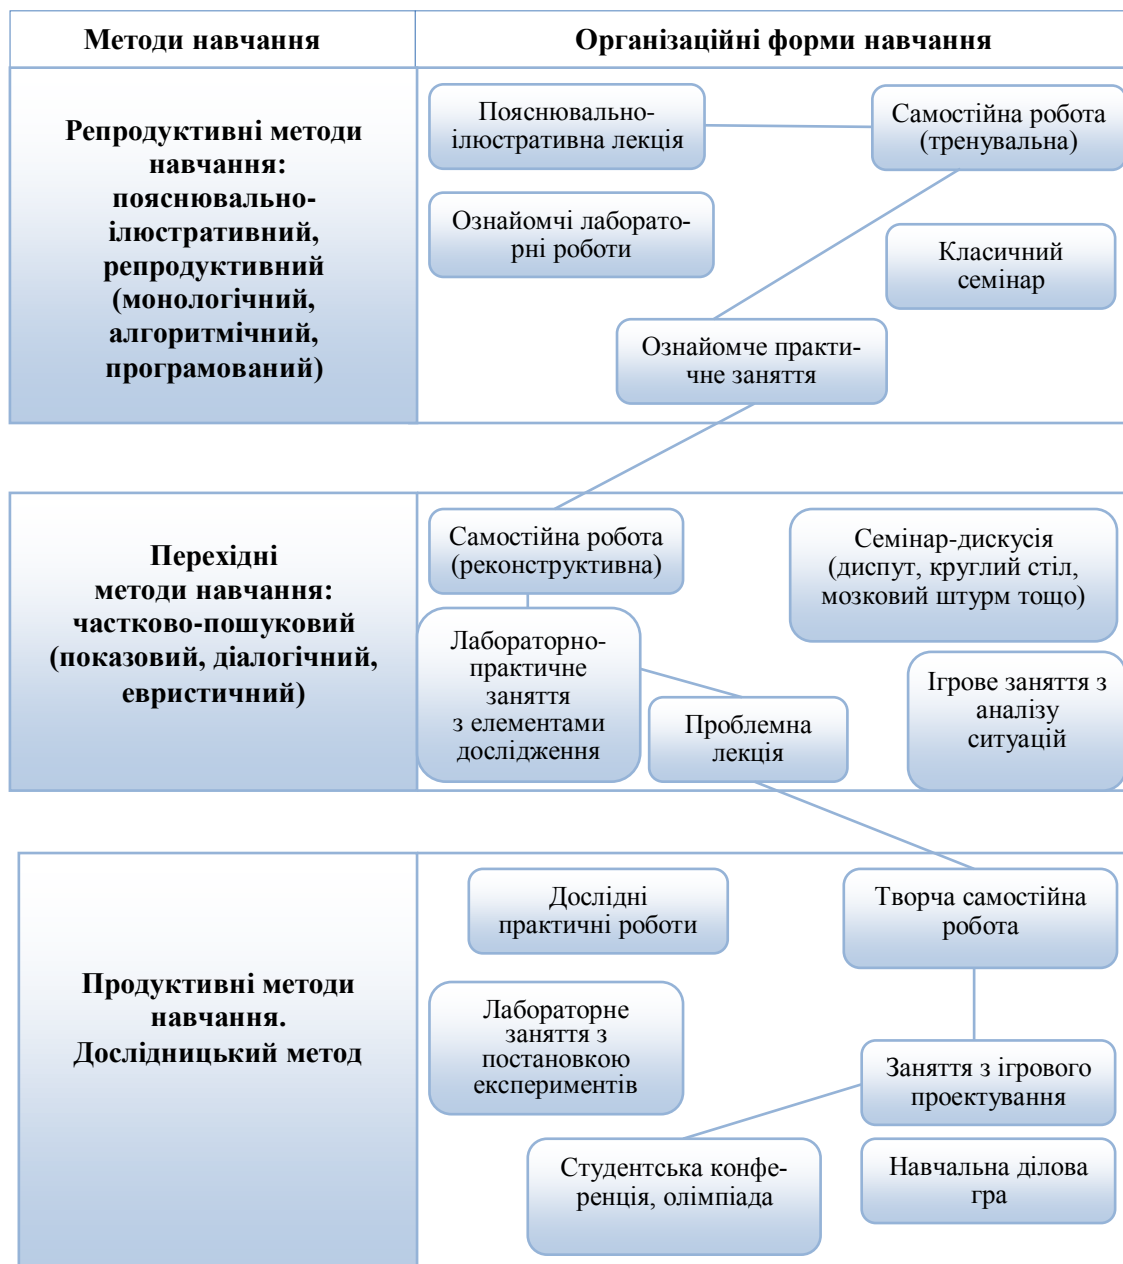 Методи навчання
Організаційні форми навчання
Репродуктивні методи
навчання:
пояснювально-
ілюстративний,
репродуктивний
(монологічний,
алгоритмічний,
програмований)
Пояснювально-
ілюстративна лекція
Самостійна робота
(тренувальна)
Ознайомчі лаборато-
рні роботи
Класичний
семінар
Ознайомче практи-
чне заняття
Перехідні
методи навчання:
частково-пошуковий
(показовий, діалогічний,
евристичний)
Самостійна робота
(реконструктивна)
Семінар-дискусія
(диспут, круглий стіл,
мозковий штурм тощо)
Лабораторно-
практичне
заняття
з елементами
дослідження
Проблемна
лекція
Ігрове заняття з
аналізу
ситуацій
Продуктивні методи
навчання.
Дослідницький метод
Дослідні
практичні роботи
Творча самостійна
робота
Лабораторне
заняття з
постановкою
експериментів
Заняття з ігрового
проектування
Студентська конфе-
ренція, олімпіада
Навчальна ділова
гра